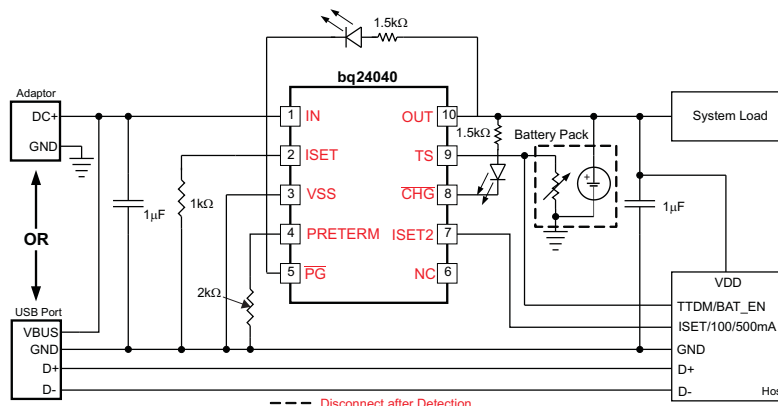 1.5kΩ
bq24040
Adaptor
DC+
GND
OR
USB Port
VBUS
GND
D+
D-
1μF
1kΩ
2kΩ
1 IN
2 ISET
3 VSS
4 PRETERM
5 PG
OUT 10
TS 9
CHG 8
ISET2 7
NC 6
1.5kΩ
Battery Pack
+
1μF
System Load
VDD
TTDM/BAT_EN
ISET/100/500mA
GND
D+
D-
Disconnect after Detection